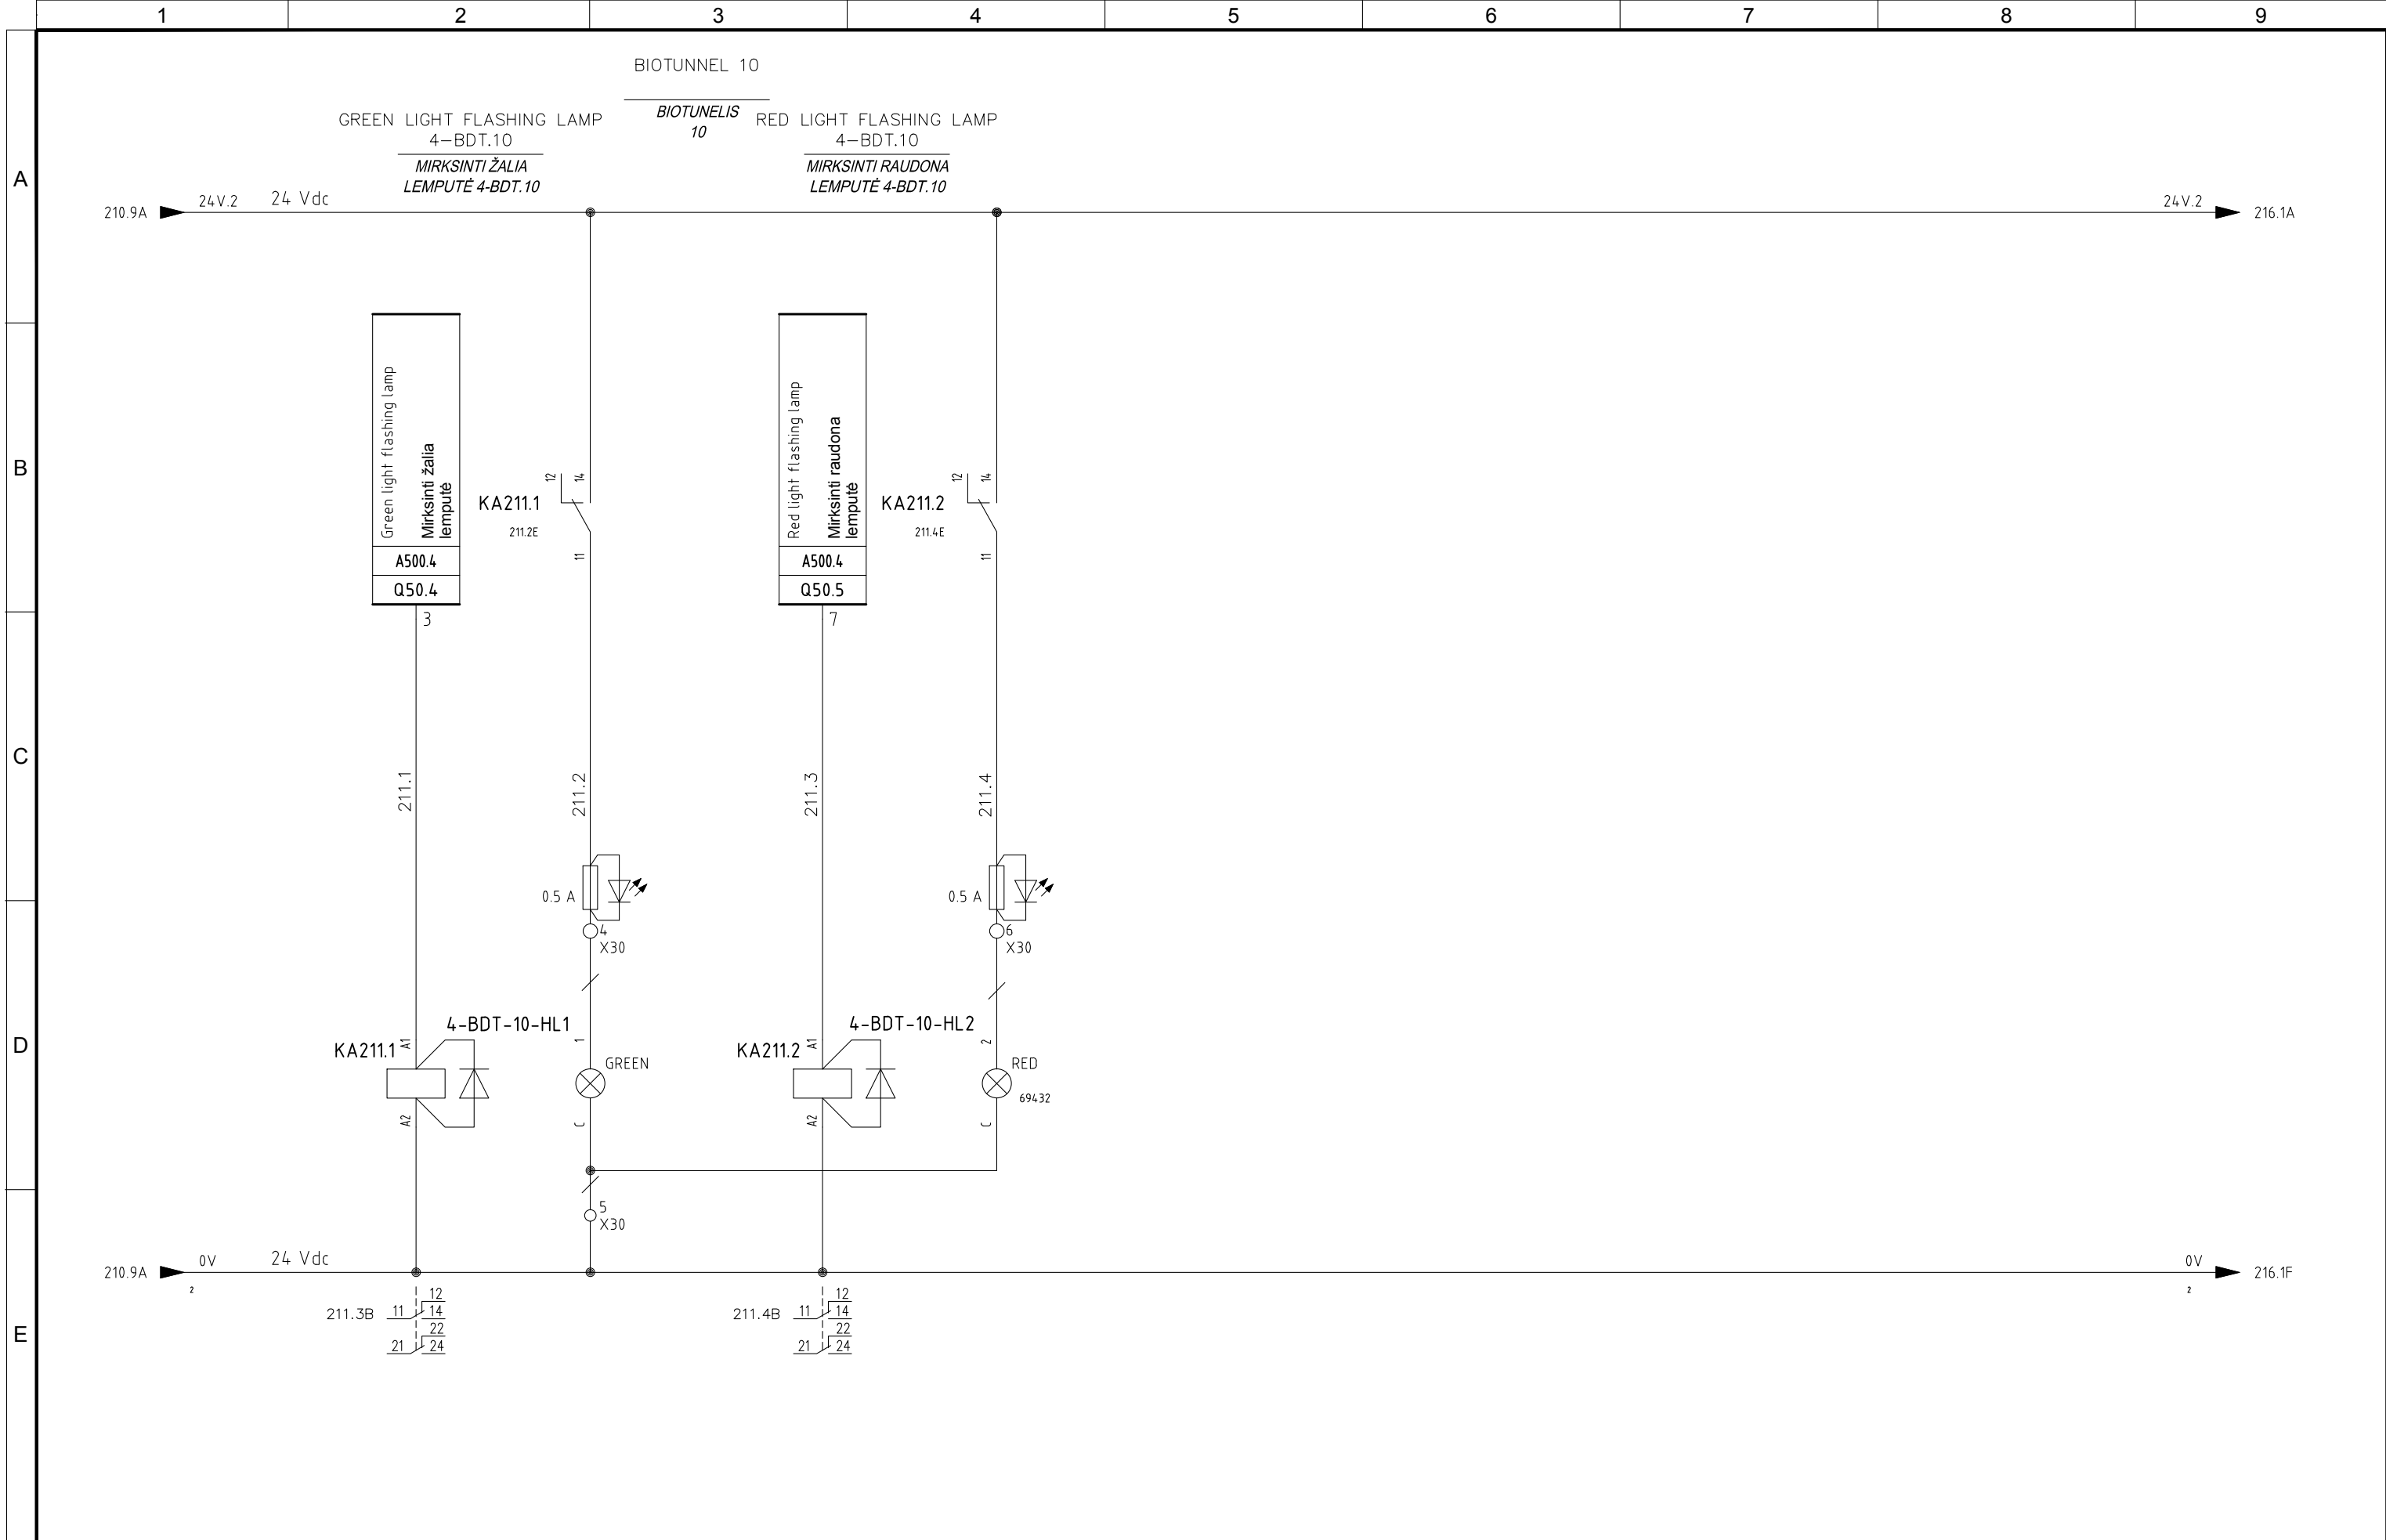 1 2 3 4 5 6 7 8 9
BIOTUNNEL 10
BIOTUNELIS
10
GREEN LIGHT FLASHING LAMP
4-BDT.10
MIRKSINTI ŽALIA
LEMPUTĖ 4-BDT.10
RED LIGHT FLASHING LAMP
4-BDT.10
MIRKSINTI RAUDONA
LEMPUTĖ 4-BDT.10
A
210.9A 24V.2 24 Vdc 24V.2 216.1A
B
Green light flashing lamp
Mirksinti žalia
lemputė
A500.4
Q50.4
3
12 14
KA211.1
211.2E
11
Red light flashing lamp
Mirksinti raudona
lemputė
A500.4
Q50.5
7
12 14
KA211.2
211.4E
11
C
211.1
211.2
211.3
211.4
0.5 A
0.5 A
4
X30
6
X30
D
4-BDT-10-HL1
KA211.1
A1
A2
1
GREEN
C
4-BDT-10-HL2
KA211.2
A1
A2
2
RED
69432
C
5
X30
210.9A 0V 24 Vdc 0V 216.1F
2 2
E
12
211.3B 11 14
22
21 24
12
211.4B 11 14
22
21 24